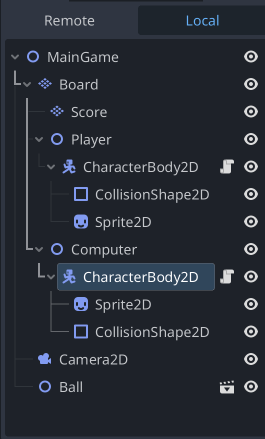 Remote Local
MainGame
Board
Score
Player
CharacterBody2D
CollisionShape2D
Sprite2D
Computer
CharacterBody2D
Sprite2D
CollisionShape2D
Camera2D
Ball